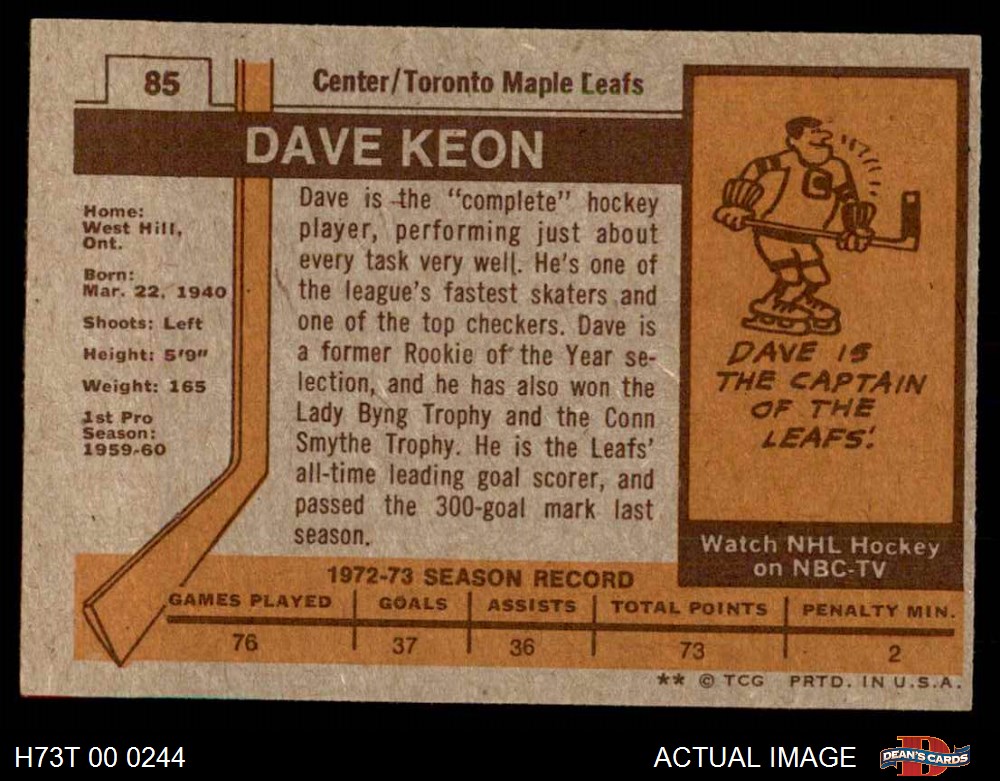 85
Center/Toronto Maple Leafs
DAVE KEON
Home:
West Hill,
Ont.
Born:
Mar. 22, 1940
Shoots: Left
Height: 5'9"
Weight: 165
1st Pro
Season:
1959-60
Dave is the "complete" hockey
player, performing just about
every task very well. He's one of
the league's fastest skaters and
one of the top checkers. Dave is
a former Rookie of the Year se-
lection, and he has also won the
Lady Byng Trophy and the Conn
Smythe Trophy. He is the Leafs'
all-time leading goal scorer, and
passed the 300-goal mark last
season.
C
DAVE IS
THE CAPTAIN
OF THE
LEAFS!
Watch NHL Hockey
on NBC-TV
1972-73 SEASON RECORD
GAMES PLAYED GOALS ASSISTS TOTAL POINTS PENALTY MIN.
76 37 36 73 2
** © TCG PRTD. IN U.S.A.
H73T 00 0244
ACTUAL IMAGE
D
DEAN'S CARDS